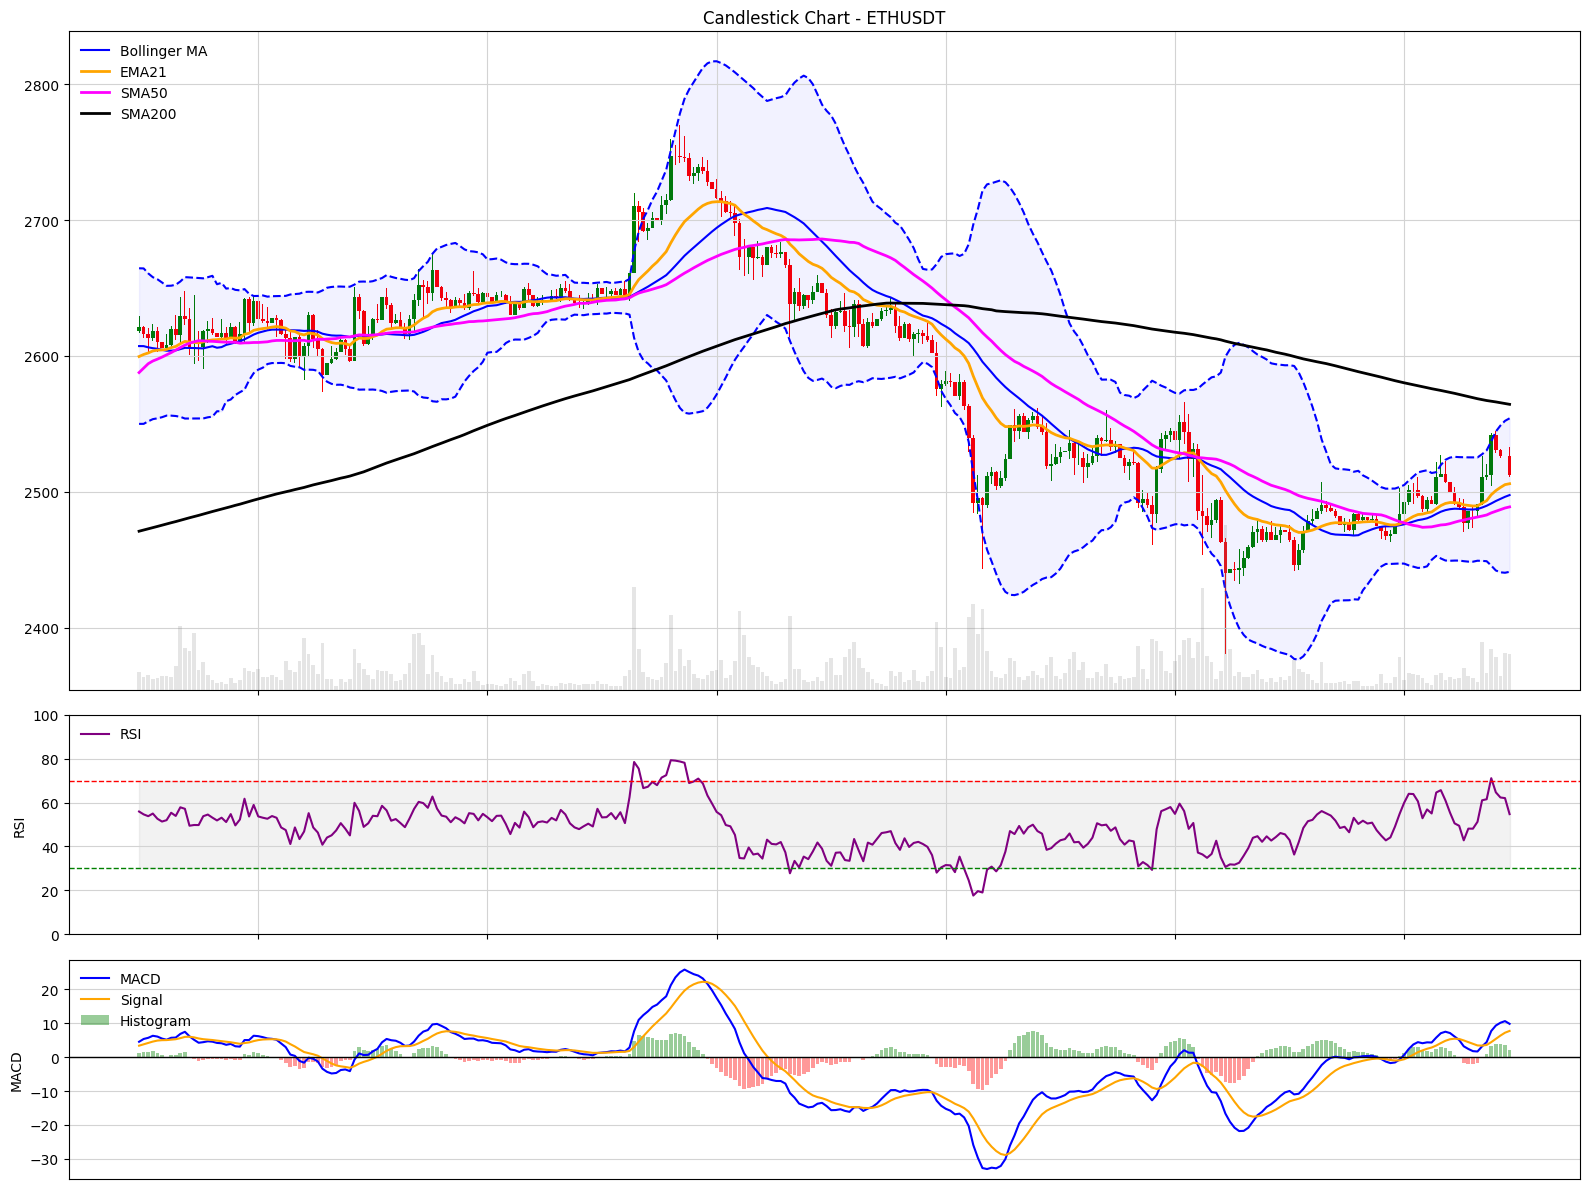 Candlestick Chart - ETHUSDT
Bollinger MA
EMA21
SMA50
SMA200
2800
2700
2600
2500
2400
RSI
100
80
60
40
20
0
RSI
MACD
Signal
Histogram
20
10
0
−10
−20
−30
MACD